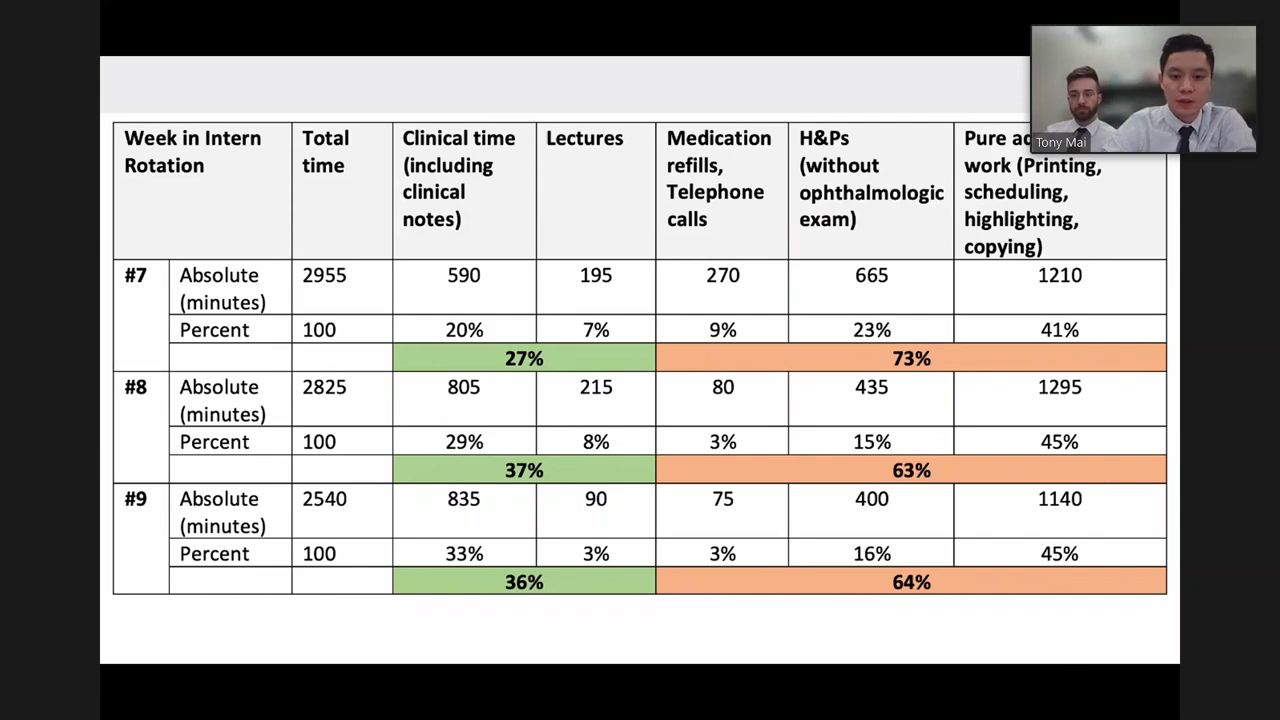 Week in Intern Rotation
Total time
Clinical time (including clinical notes)
Lectures
Medication refills, Telephone calls
H&Ps (without ophthalmologic exam)
Pure work (Printing, scheduling, highlighting, copying)
Tony Mai
#7 Absolute (minutes) 2955 590 195 270 665 1210
Percent 100 20% 7% 9% 23% 41%
27% 73%
#8 Absolute (minutes) 2825 805 215 80 435 1295
Percent 100 29% 8% 3% 15% 45%
37% 63%
#9 Absolute (minutes) 2540 835 90 75 400 1140
Percent 100 33% 3% 3% 16% 45%
36% 64%